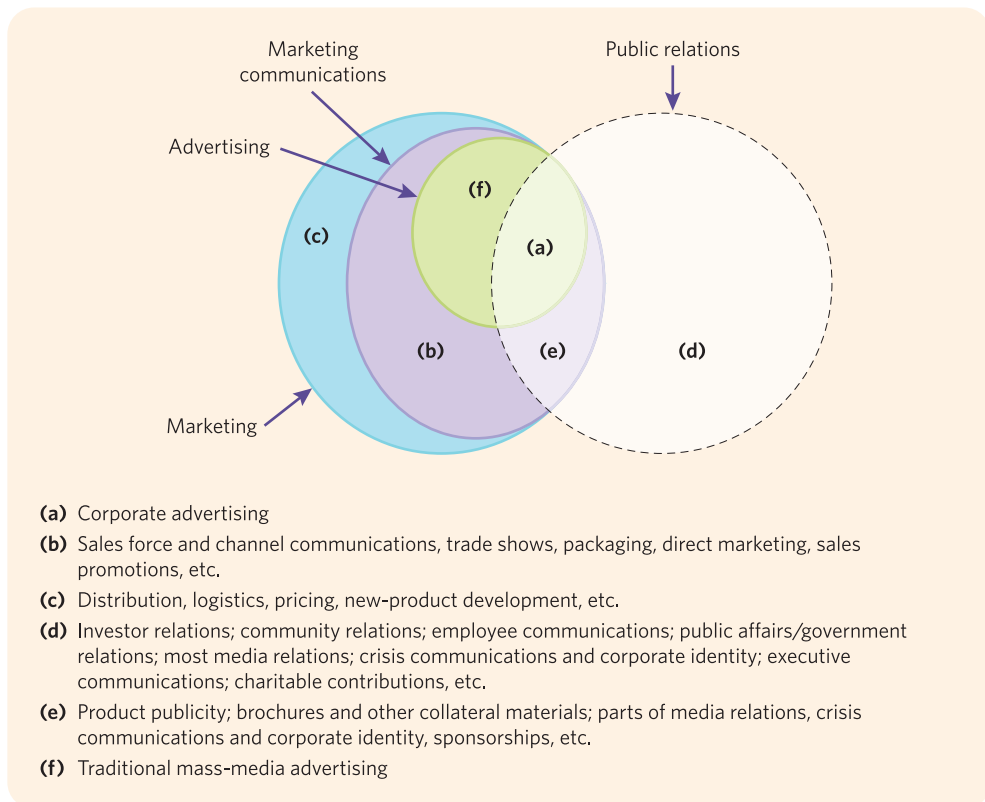 Marketing
communications
Public relations
Advertising
(f)
(c)
(a)
(b)
(e)
(d)
Marketing
(a) Corporate advertising
(b) Sales force and channel communications, trade shows, packaging, direct marketing, sales
promotions, etc.
(c) Distribution, logistics, pricing, new-product development, etc.
(d) Investor relations; community relations; employee communications; public affairs/government
relations; most media relations; crisis communications and corporate identity; executive
communications; charitable contributions, etc.
(e) Product publicity; brochures and other collateral materials; parts of media relations, crisis
communications and corporate identity, sponsorships, etc.
(f) Traditional mass-media advertising